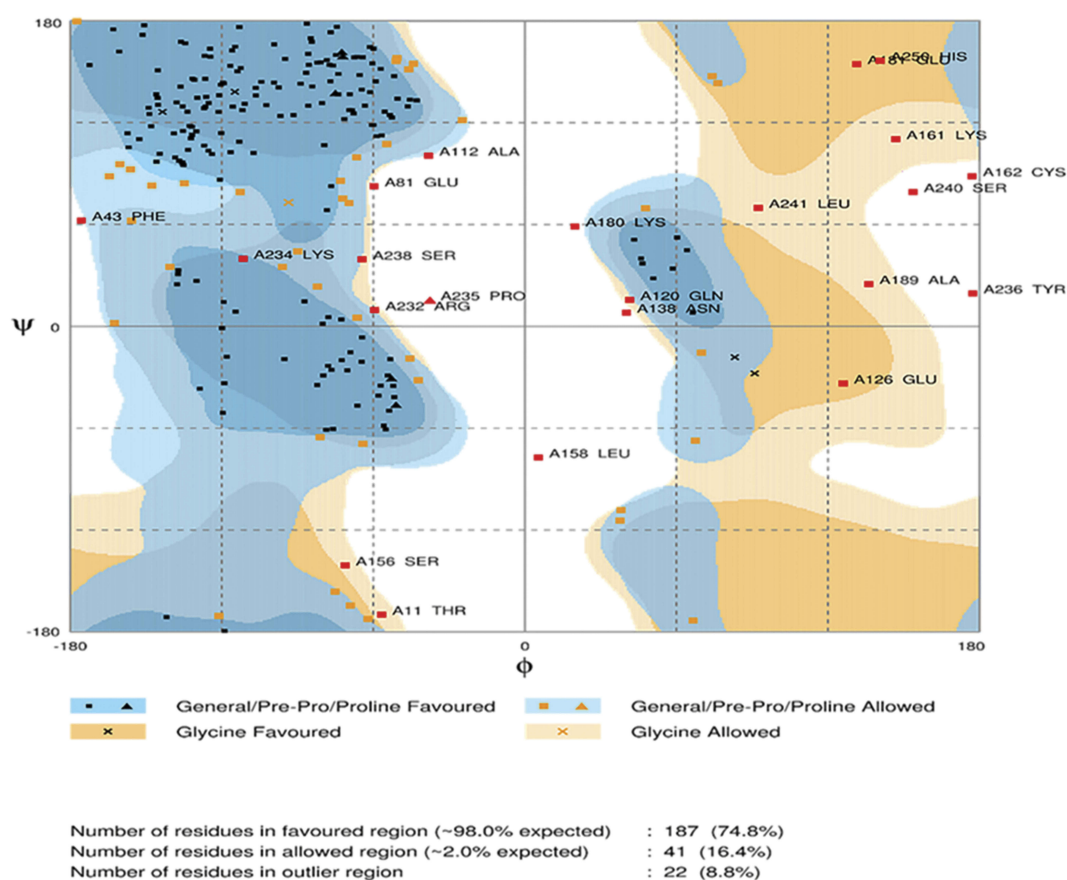 180
A250 HIS
A181 GLU
A161 LYS
A112 ALA
A162 CYS
A81 GLU
A240 SER
A241 LEU
A43 PHE
A180 LYS
A234 LYS
A238 SER
A189 ALA
A235 PRO
A236 TYR
A120 GLN
A232 ARG
A138 ASN
Ψ
0
A126 GLU
A158 LEU
A156 SER
A11 THR
-180
-180
0
180
ϕ
General/Pre-Pro/Proline Favoured
General/Pre-Pro/Proline Allowed
Glycine Favoured
Glycine Allowed
Number of residues in favoured region (~98.0% expected) : 187 (74.8%)
Number of residues in allowed region (~2.0% expected) : 41 (16.4%)
Number of residues in outlier region : 22 (8.8%)